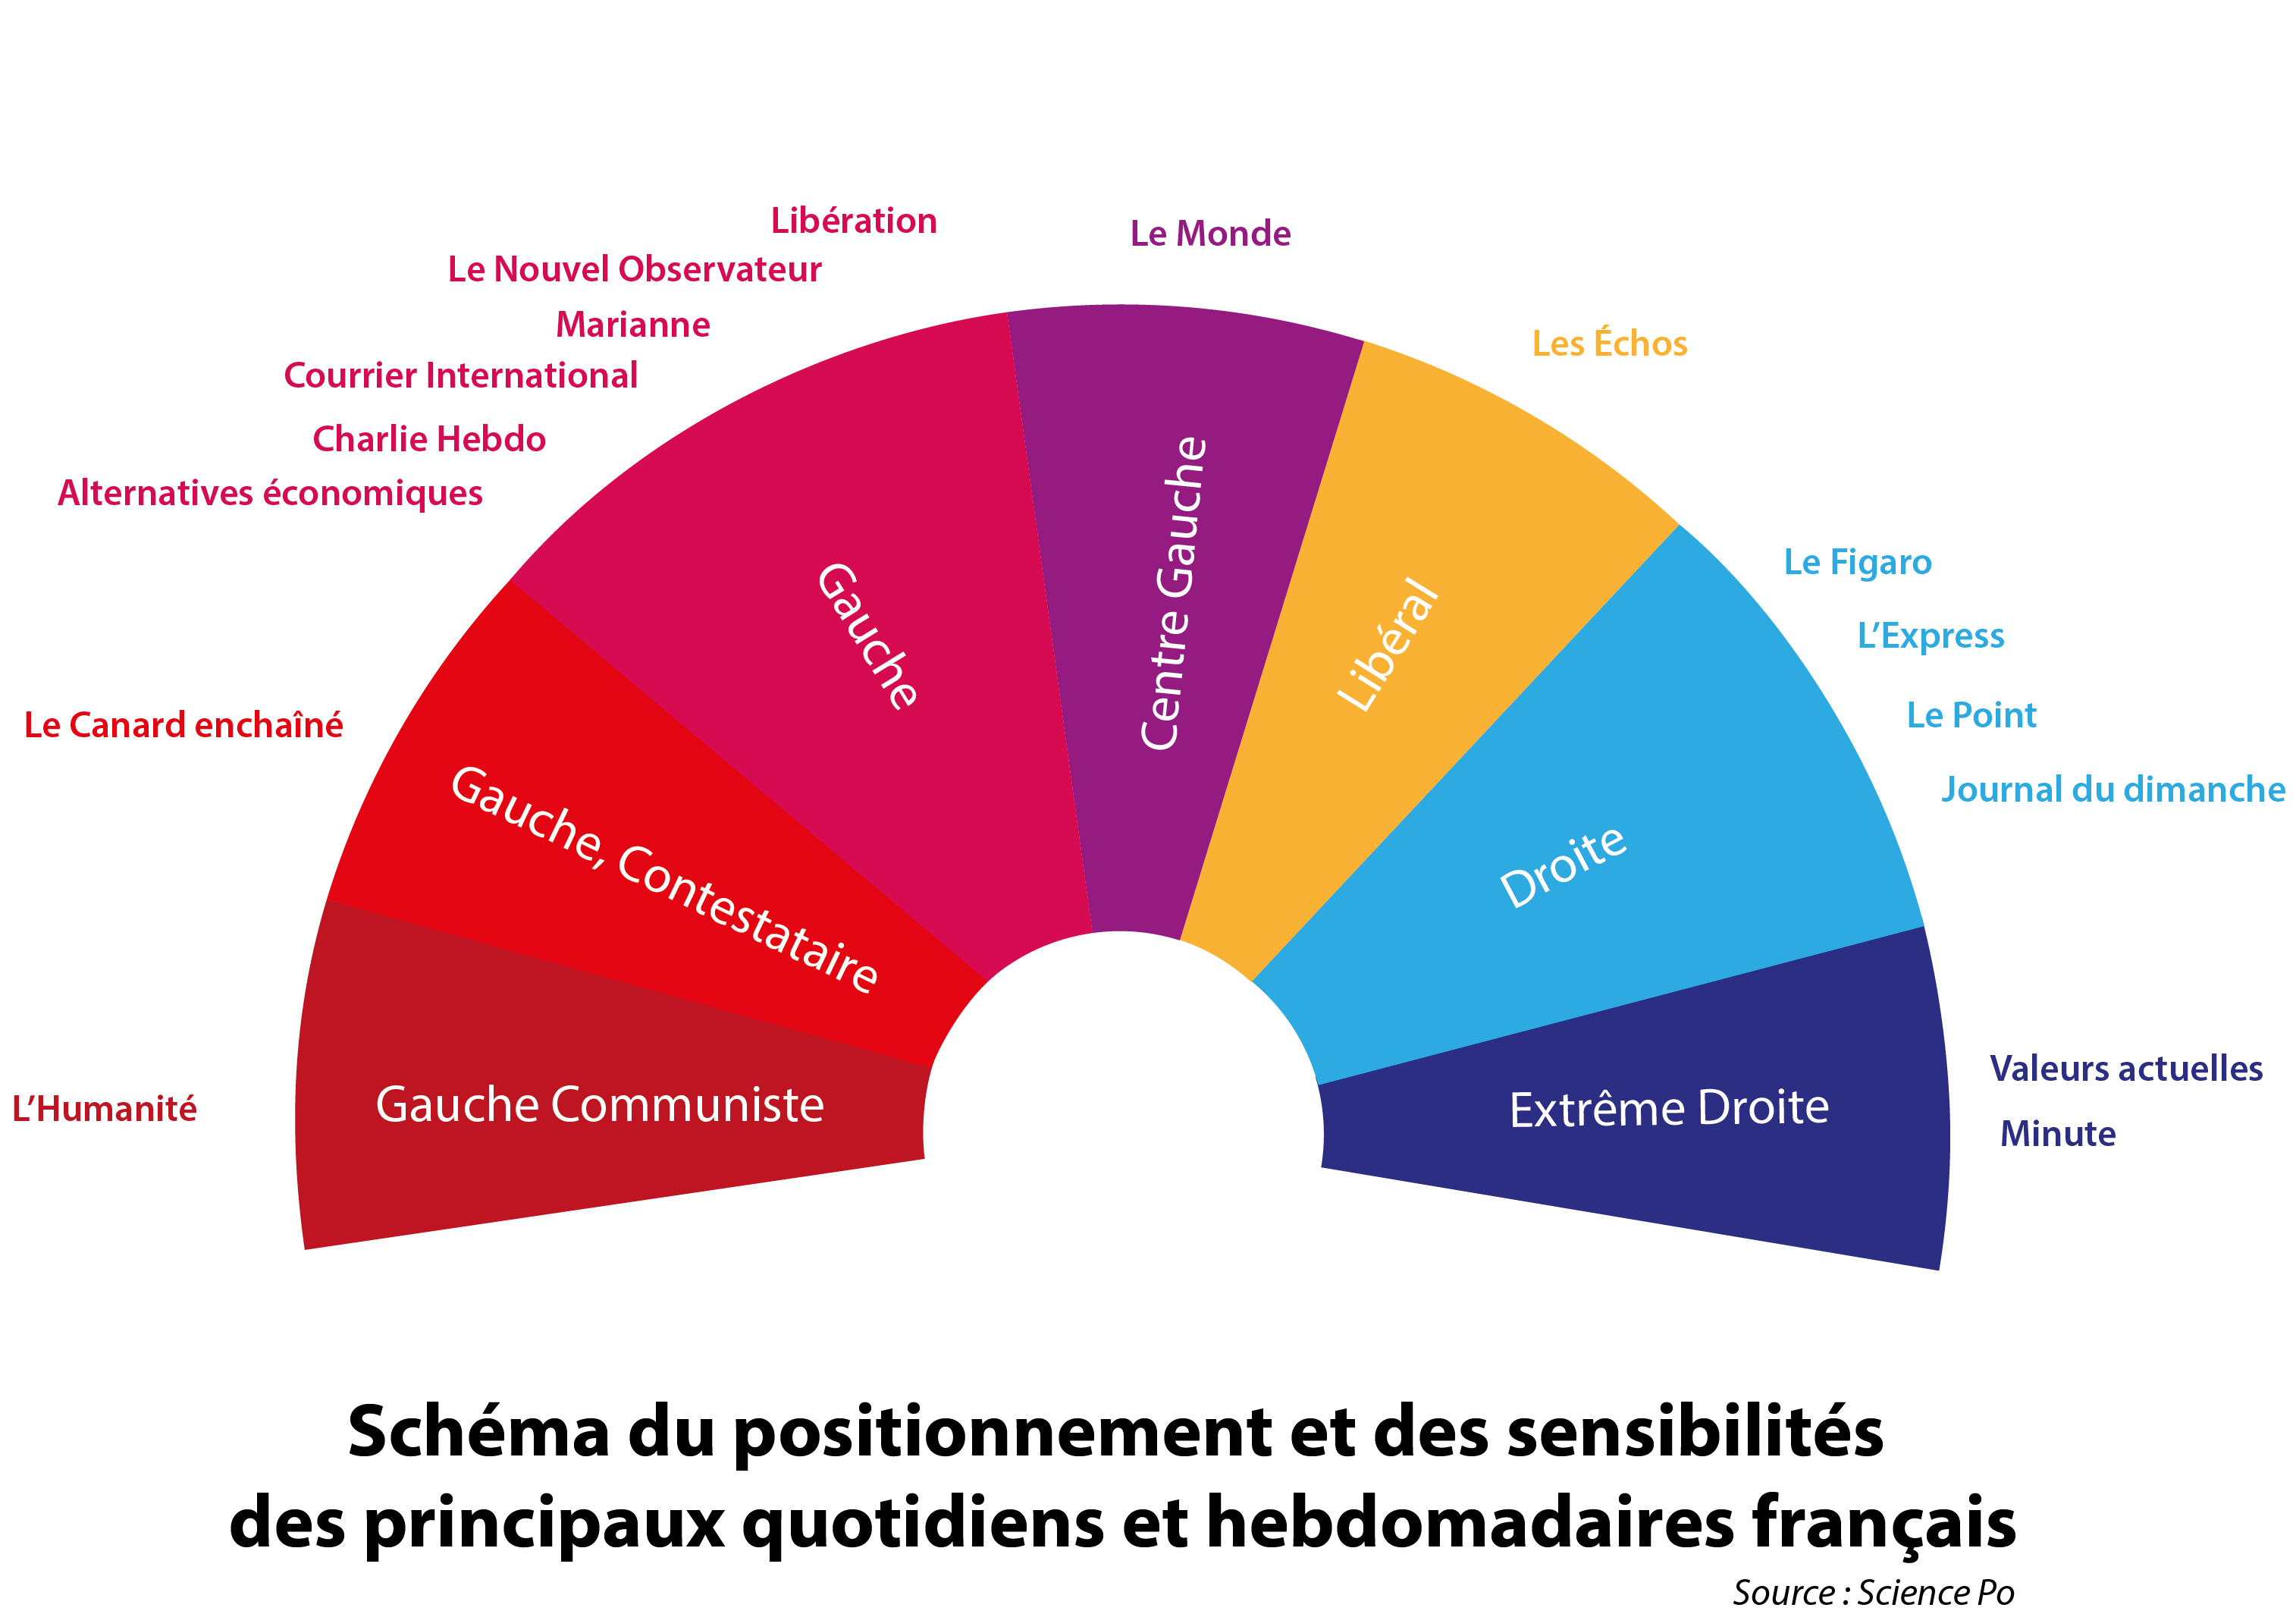 Libération
Le Nouvel Observateur
Marianne
Courrier International
Charlie Hebdo
Alternatives économiques
Le Canard enchaîné
L’Humanité
Le Monde
Les Échos
Le Figaro
L’Express
Le Point
Journal du dimanche
Valeurs actuelles
Minute
Gauche Communiste
Gauche, Contestataire
Gauche
Centre Gauche
Libéral
Droite
Extrême Droite
Schéma du positionnement et des sensibilités
des principaux quotidiens et hebdomadaires français
Source : Science Po